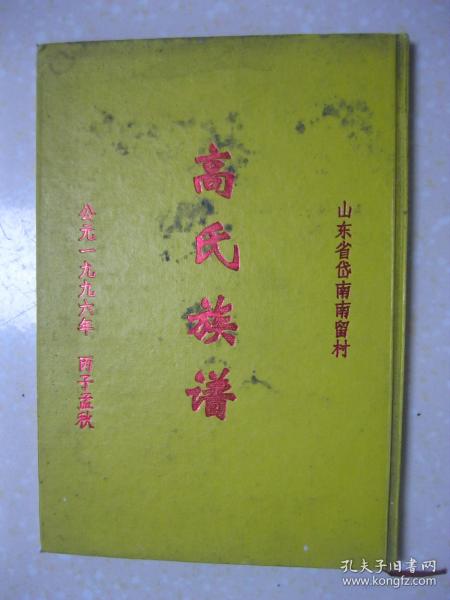 山东省岱南南留村
高氏族谱
公元一九九六年 丙子孟秋
孔夫子旧书网
www.kongfz.com